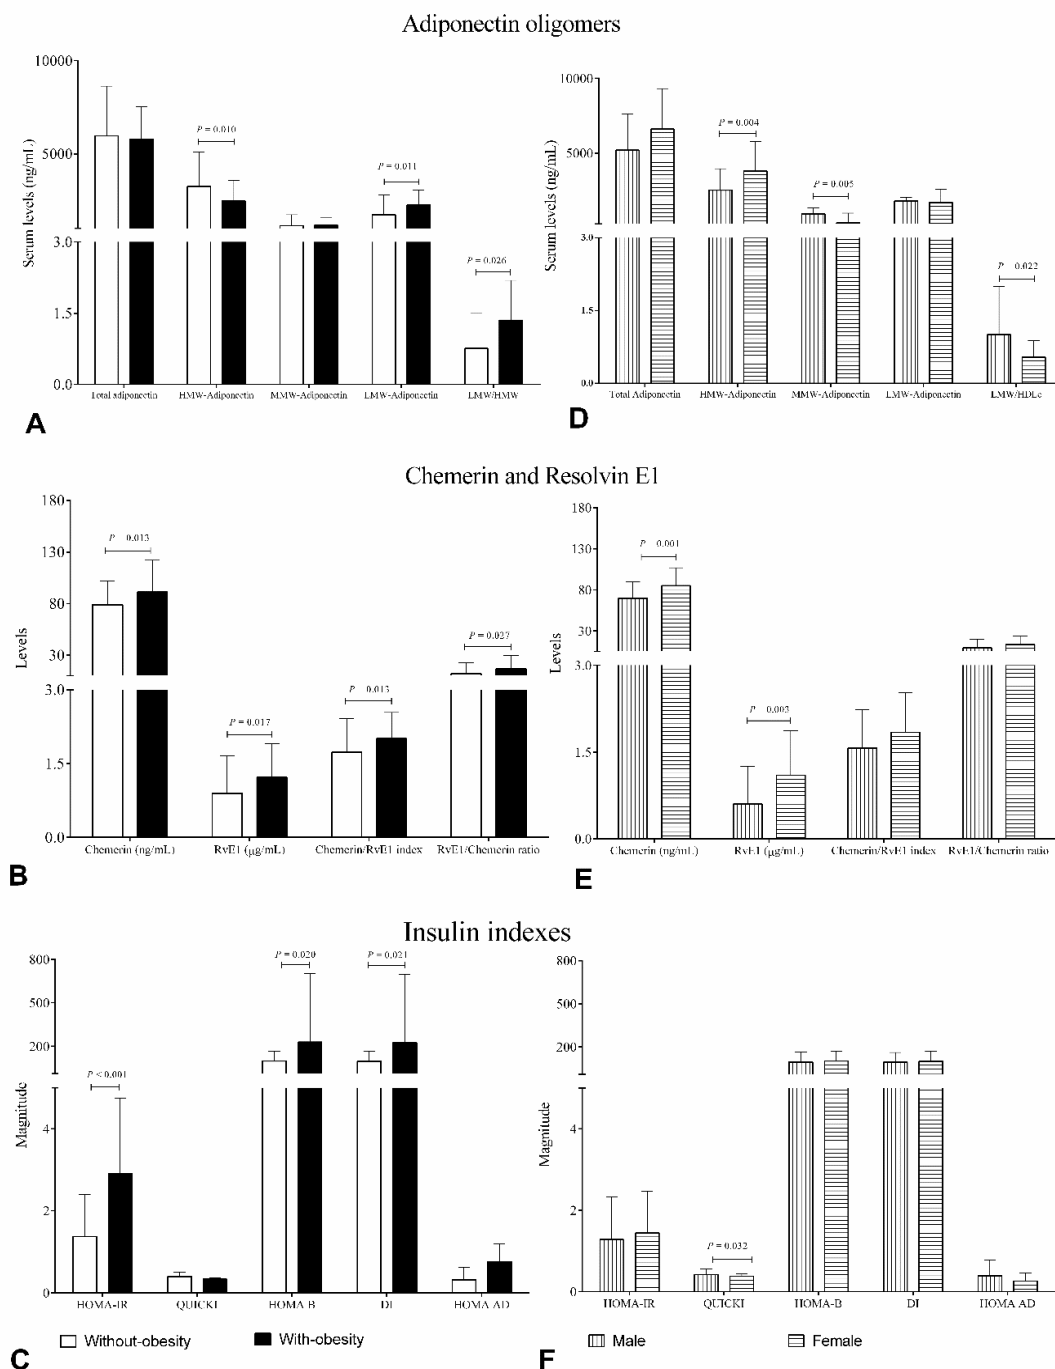 Adiponectin oligomers
10000
5000
3.0
1.5
0.0
Serum levels (ng/mL)
P = 0.010
P = 0.011
P = 0.026
Total adiponectin
HMW-Adiponectin
MMW-Adiponectin
LMW-Adiponectin
LMW/HMW
A
10000
5000
3.0
1.5
0.0
Serum levels (ng/mL)
P = 0.004
P = 0.005
P 0.022
Total Adiponectin
HMW-Adiponectin
MMW-Adiponectin
LMW-Adiponectin
LMW/HDLc
D
Chemerin and Resolvin E1
180
130
80
30
3.0
1.5
0.0
Levels
P 0.013
P = 0.017
P 0.013
P = 0.027
Chemerin (ng/mL)
RvE1 (µg/mL)
Chemerin/RvE1 index
RvE1/Chemerin ratio
B
180
130
80
30
3.0
1.5
0.0
Levels
P 0.001
P 0.003
Chemerin (ng/mL)
RvE1 (µg/mL)
Chemerin/RvE1 index
RvE1/Chemerin ratio
E
Insulin indexes
800
500
200
4
2
0
Magnitude
P < 0.001
P = 0.020
P = 0.021
HOMA-IR
QUICKI
HOMA B
DI
HOMA AD
Without-obesity
With-obesity
C
800
500
200
4
2
0
Magnitude
P = 0.032
HOMA-IR
QUICKI
HOMA-B
DI
HOMA AD
Male
Female
F